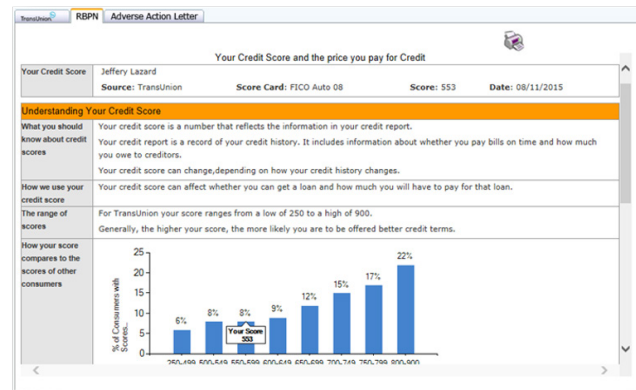 TransUnion RBPN Adverse Action Letter
Your Credit Score and the price you pay for Credit
Your Credit Score
Jeffery Lazard
Source: TransUnion Score Card: FICO Auto 08 Score: 553 Date: 08/11/2015
Understanding Your Credit Score
What you should know about credit scores
Your credit score is a number that reflects the information in your credit report.
Your credit report is a record of your credit history. It includes information about whether you pay bills on time and how much
you owe to creditors.
Your credit score can change,depending on how your credit history changes.
How we use your credit score
Your credit score can affect whether you can get a loan and how much you will have to pay for that loan.
The range of scores
For TransUnion your score ranges from a low of 250 to a high of 900.
Generally, the higher your score, the more likely you are to be offered better credit terms.
How your score compares to the scores of other consumers
% of Consumers with Scores..
25
20
15
10
5
0
6% 8% 8% 9% 12% 15% 17% 22%
Your Score
553
250-499 500-549 550-599 600-649 650-699 700-749 750-799 800-900